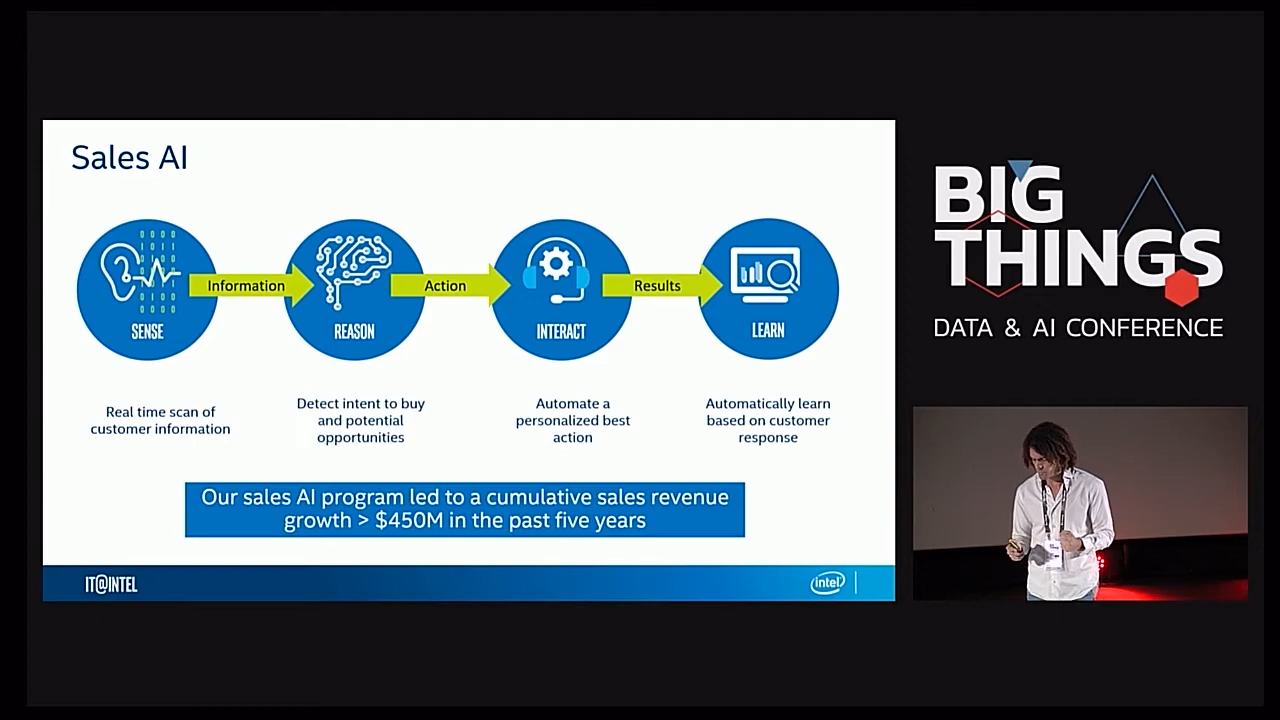 Sales AI
Information
Action
Results
SENSE
REASON
INTERACT
LEARN
Real time scan of
customer information
Detect intent to buy
and potential
opportunities
Automate a
personalized best
action
Automatically learn
based on customer
response
Our sales AI program led to a cumulative sales revenue
growth > $450M in the past five years
IT@INTEL
intel
BIG
THINGS
DATA & AI CONFERENCE